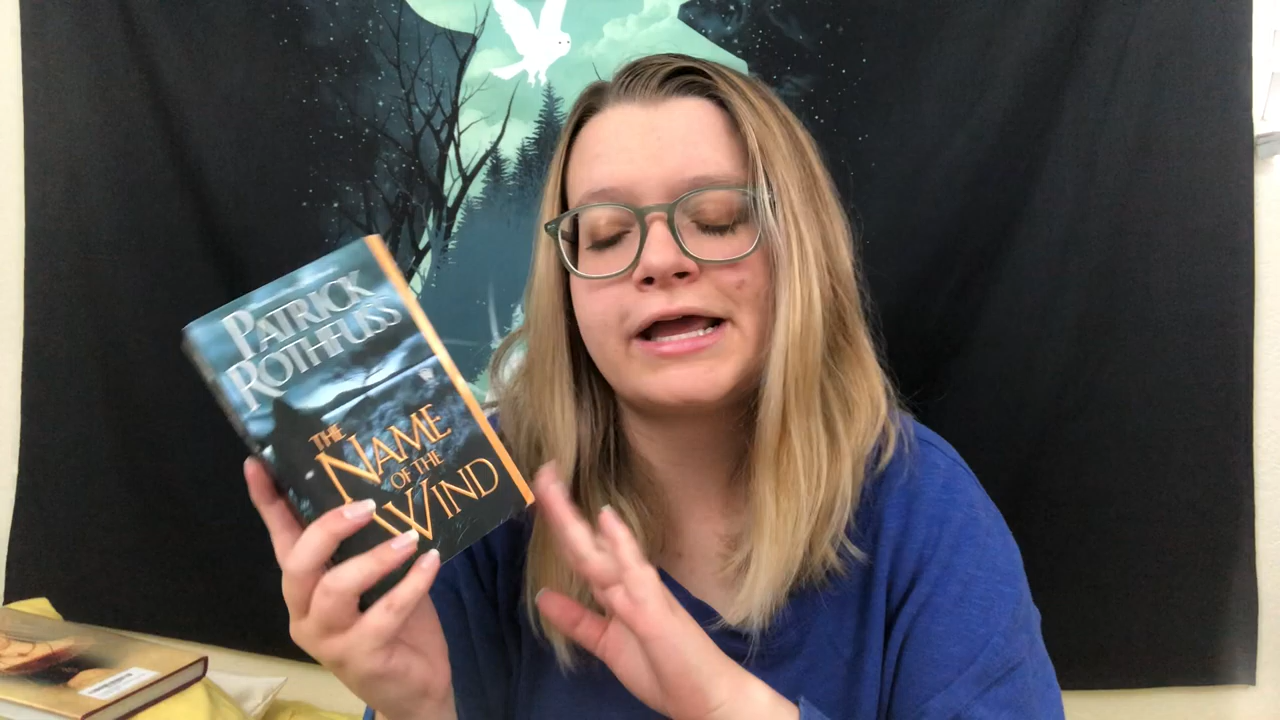 PATRICK
ROTHFUSS
THE
NAME
OF THE
WIND